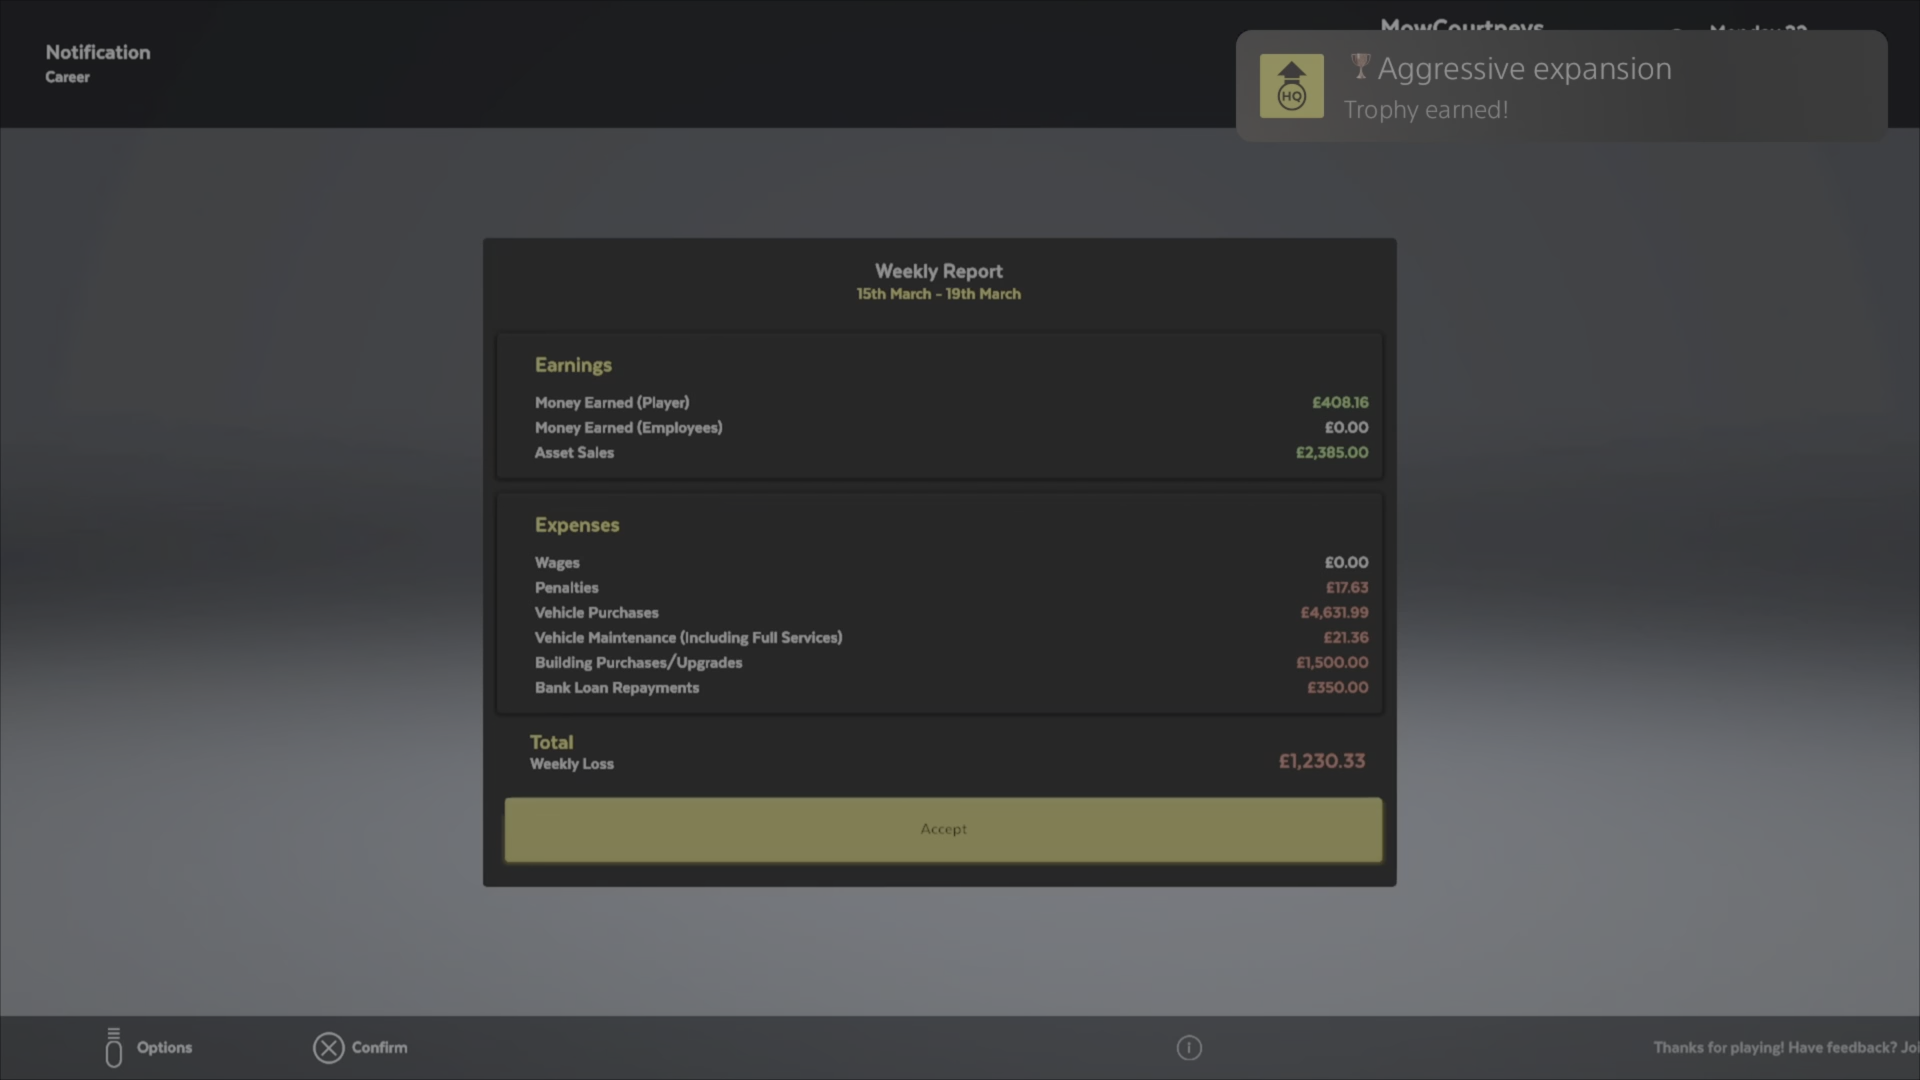 Notification
Career
MowCourtneys
Aggressive expansion
Trophy earned!
HQ
Weekly Report
15th March - 19th March
Earnings
Money Earned (Player) £408.16
Money Earned (Employees) £0.00
Asset Sales £2,385.00
Expenses
Wages £0.00
Penalties £17.63
Vehicle Purchases £4,631.99
Vehicle Maintenance (Including Full Services) £21.36
Building Purchases/Upgrades £1,500.00
Bank Loan Repayments £350.00
Total
Weekly Loss £1,230.33
Accept
Options
Confirm
Thanks for playing! Have feedback? Joi